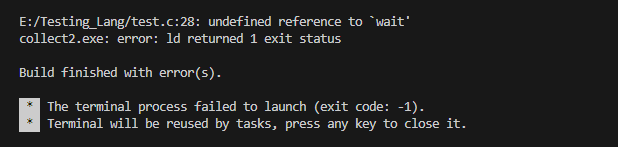 E:/Testing_Lang/test.c:28: undefined reference to `wait'
collect2.exe: error: ld returned 1 exit status
Build finished with error(s).
* The terminal process failed to launch (exit code: -1).
* Terminal will be reused by tasks, press any key to close it.